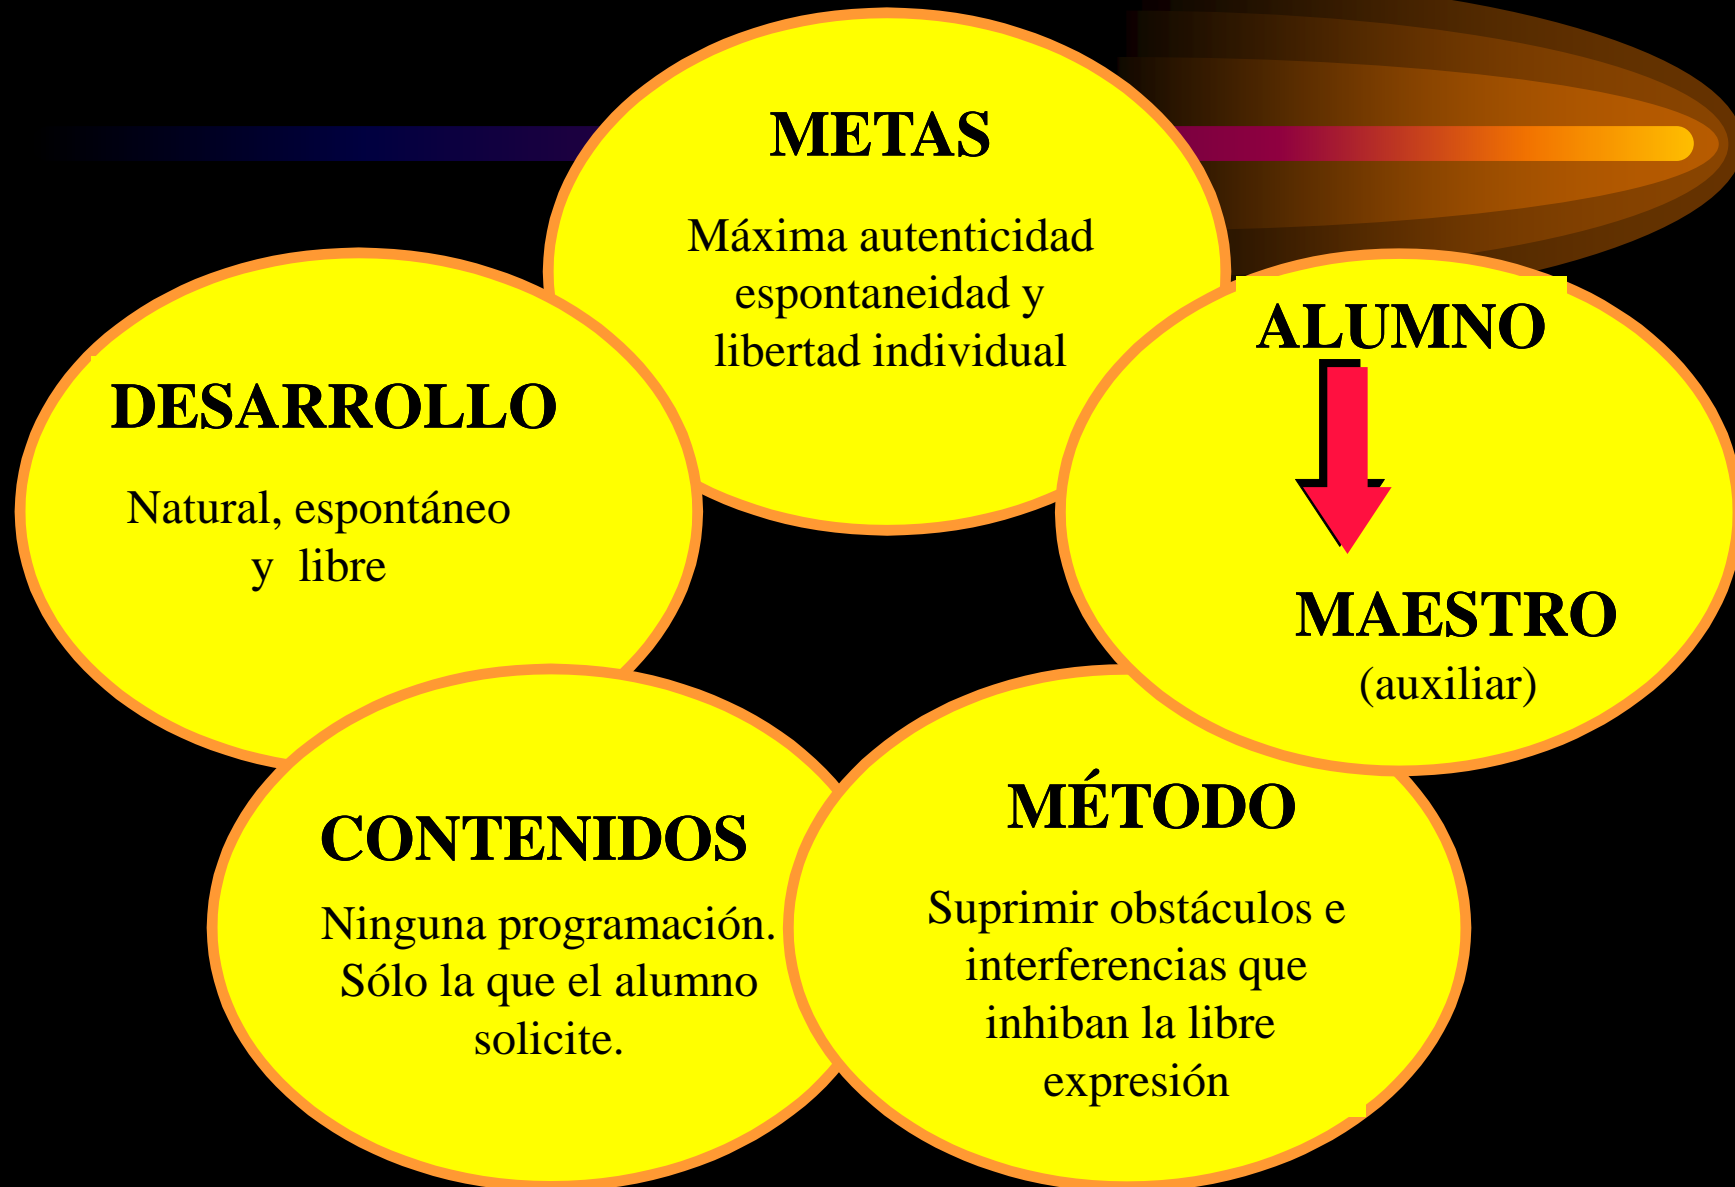 METAS
Máxima autenticidad
espontaneidad y
libertad individual
DESARROLLO
Natural, espontáneo
y libre
ALUMNO
MAESTRO
(auxiliar)
CONTENIDOS
Ninguna programación.
Sólo la que el alumno
solicite.
MÉTODO
Suprimir obstáculos e
interferencias que
inhiban la libre
expresión